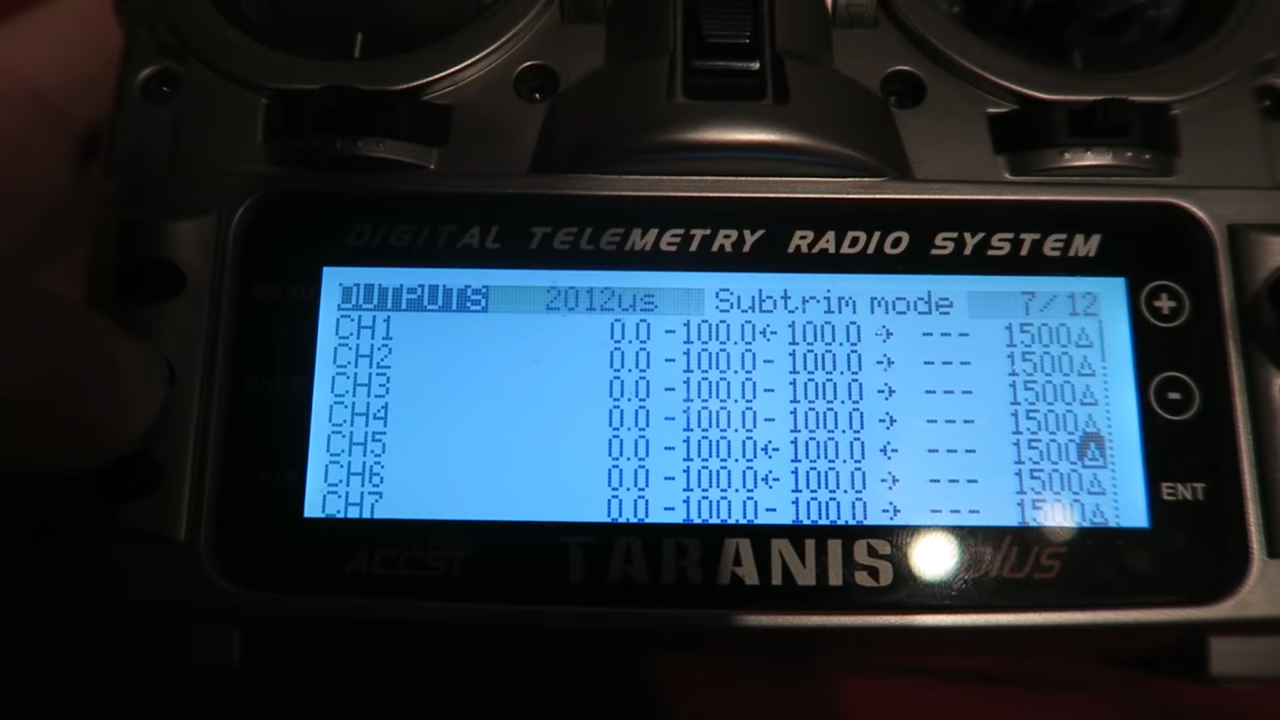 DIGITAL TELEMETRY RADIO SYSTEM
OUTPUTS 2012us Subtrim mode 7/12
CH1 0.0 -100.0← 100.0 → --- 1500△
CH2 0.0 -100.0- 100.0 → --- 1500△
CH3 0.0 -100.0- 100.0 → --- 1500△
CH4 0.0 -100.0- 100.0 → --- 1500△
CH5 0.0 -100.0← 100.0 ← --- 1500△
CH6 0.0 -100.0← 100.0 → --- 1500△
CH7 0.0 -100.0- 100.0 → --- 1500△
+
-
ENT
ACCST TARANIS plus